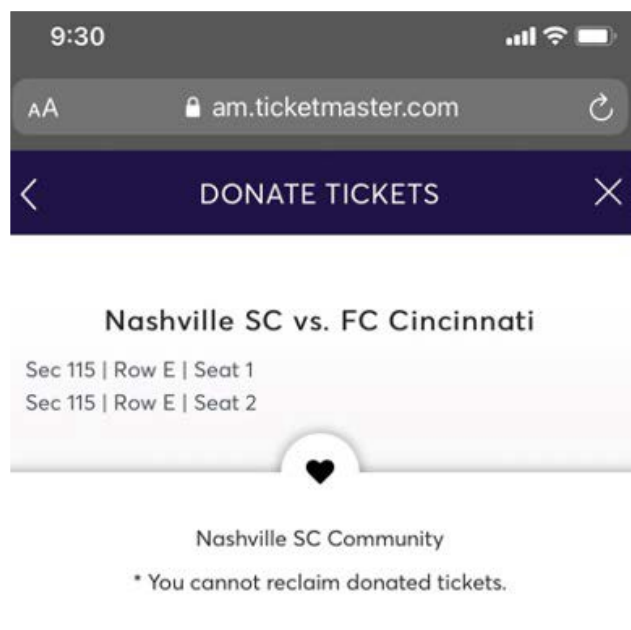 9:30
AA am.ticketmaster.com
DONATE TICKETS
Nashville SC vs. FC Cincinnati
Sec 115 | Row E | Seat 1
Sec 115 | Row E | Seat 2
Nashville SC Community
* You cannot reclaim donated tickets.